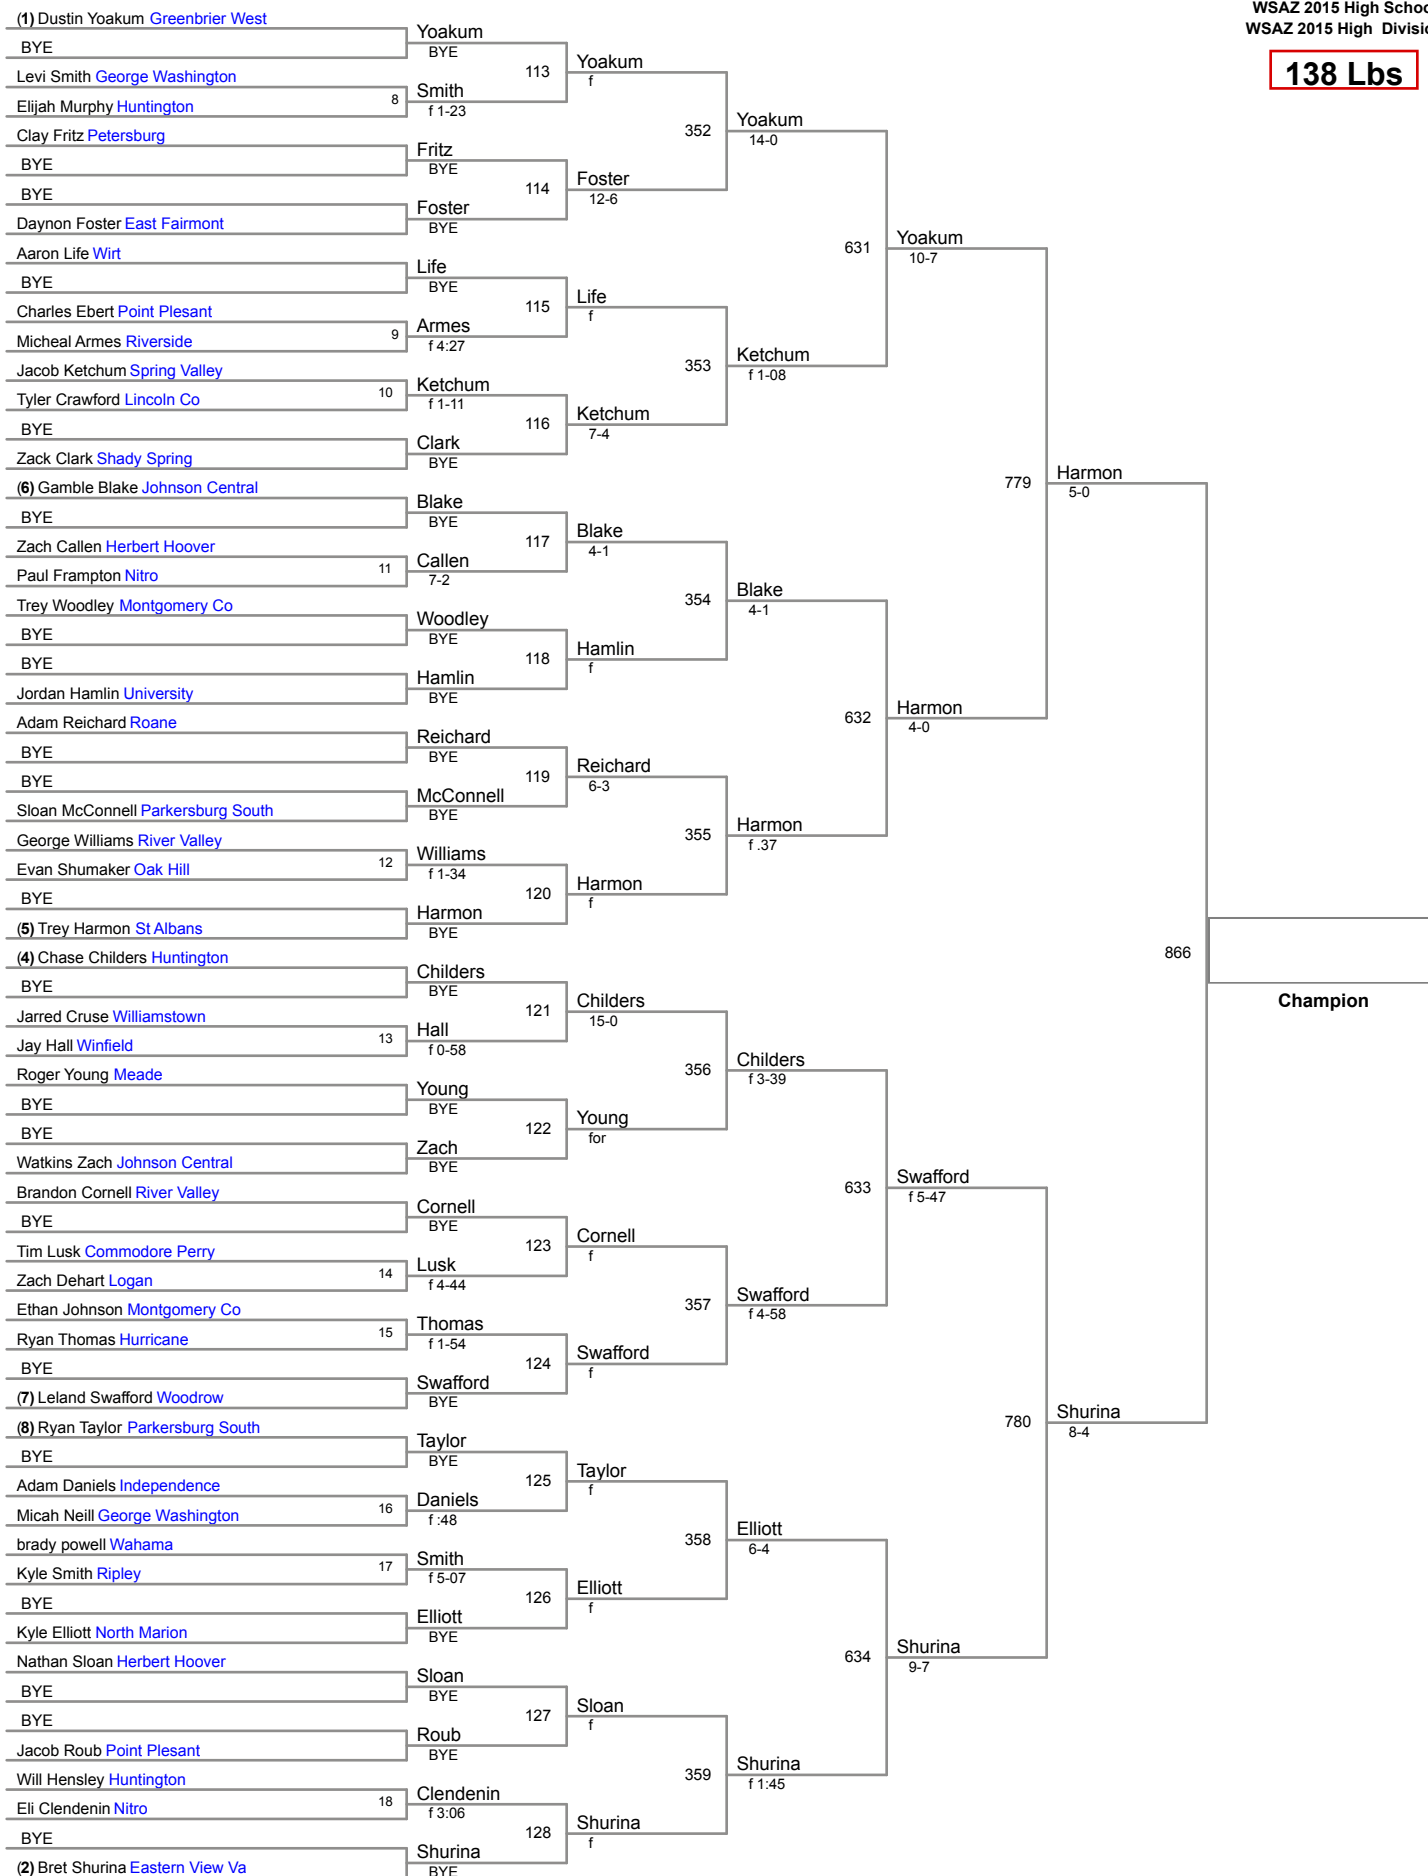 WSAZ 2015 High Schoo
WSAZ 2015 High Divisi
138 Lbs
(1) Dustin Yoakum Greenbrier West
BYE
Levi Smith George Washington
Elijah Murphy Huntington
8
Clay Fritz Petersburg
BYE
BYE
Daynon Foster East Fairmont
Aaron Life Wirt
BYE
Charles Ebert Point Plesant
Micheal Armes Riverside
9
Jacob Ketchum Spring Valley
Tyler Crawford Lincoln Co
10
BYE
Zack Clark Shady Spring
(6) Gamble Blake Johnson Central
BYE
Zach Callen Herbert Hoover
Paul Frampton Nitro
11
Trey Woodley Montgomery Co
BYE
BYE
Jordan Hamlin University
Adam Reichard Roane
BYE
BYE
Sloan McConnell Parkersburg South
George Williams River Valley
Evan Shumaker Oak Hill
12
BYE
(5) Trey Harmon St Albans
(4) Chase Childers Huntington
BYE
Jarred Cruse Williamstown
Jay Hall Winfield
13
Roger Young Meade
BYE
BYE
Watkins Zach Johnson Central
Brandon Cornell River Valley
BYE
Tim Lusk Commodore Perry
Zach Dehart Logan
14
Ethan Johnson Montgomery Co
Ryan Thomas Hurricane
15
BYE
(7) Leland Swafford Woodrow
(8) Ryan Taylor Parkersburg South
BYE
Adam Daniels Independence
Micah Neill George Washington
16
brady powell Wahama
Kyle Smith Ripley
17
BYE
Kyle Elliott North Marion
Nathan Sloan Herbert Hoover
BYE
BYE
Jacob Roub Point Plesant
Will Hensley Huntington
Eli Clendenin Nitro
18
BYE
(2) Bret Shurina Eastern View Va
Yoakum
BYE
113
Smith
f 1-23
Fritz
BYE
114
Foster
BYE
Life
BYE
115
Armes
f 4:27
Ketchum
f 1-11
116
Clark
BYE
Blake
BYE
117
Callen
7-2
Woodley
BYE
118
Hamlin
BYE
Reichard
BYE
119
McConnell
BYE
Williams
f 1-34
120
Harmon
BYE
Childers
BYE
121
Hall
f 0-58
Young
BYE
122
Zach
BYE
Cornell
BYE
123
Lusk
f 4-44
Thomas
f 1-54
124
Swafford
BYE
Taylor
BYE
125
Daniels
f :48
Smith
f 5-07
126
Elliott
BYE
Sloan
BYE
127
Roub
BYE
Clendenin
f 3:06
128
Shurina
BYE
Yoakum
f
352
Foster
12-6
Life
f
353
Ketchum
7-4
Blake
4-1
354
Hamlin
f
Reichard
6-3
355
Harmon
f
Childers
15-0
356
Young
for
Cornell
f
357
Swafford
f
Taylor
f
358
Elliott
f
Sloan
f
359
Shurina
f
Yoakum
14-0
631
Ketchum
f 1-08
Blake
4-1
632
Harmon
f .37
Childers
f 3-39
633
Swafford
f 4-58
Elliott
6-4
634
Shurina
f 1:45
Yoakum
10-7
779
Harmon
4-0
Swafford
f 5-47
780
Shurina
9-7
Harmon
5-0
866
Shurina
8-4
Champion